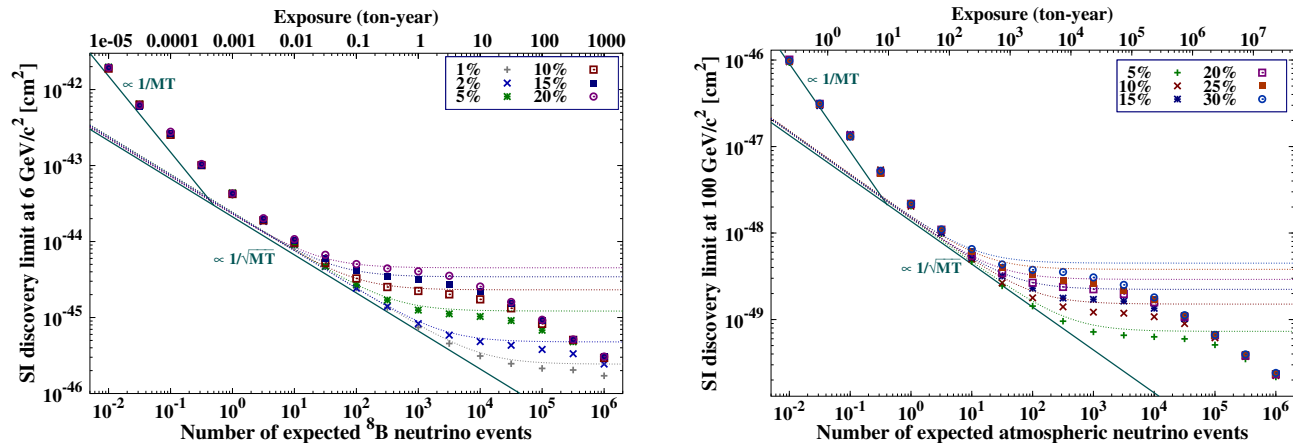 Exposure (ton-year)
1e-05 0.0001 0.001 0.01 0.1 1 10 100 1000
SI discovery limit at 6 GeV/c² [cm²]
10⁻⁴²
10⁻⁴³
10⁻⁴⁴
10⁻⁴⁵
10⁻⁴⁶
∝ 1/MT
∝ 1/√MT
1% 10%
2% 15%
5% 20%
10⁻² 10⁻¹ 10⁰ 10¹ 10² 10³ 10⁴ 10⁵ 10⁶
Number of expected ⁸B neutrino events
Exposure (ton-year)
10⁰ 10¹ 10² 10³ 10⁴ 10⁵ 10⁶ 10⁷
SI discovery limit at 100 GeV/c² [cm²]
10⁻⁴⁶
10⁻⁴⁷
10⁻⁴⁸
10⁻⁴⁹
∝ 1/MT
∝ 1/√MT
5% 20%
10% 25%
15% 30%
10⁻² 10⁻¹ 10⁰ 10¹ 10² 10³ 10⁴ 10⁵ 10⁶
Number of expected atmospheric neutrino events